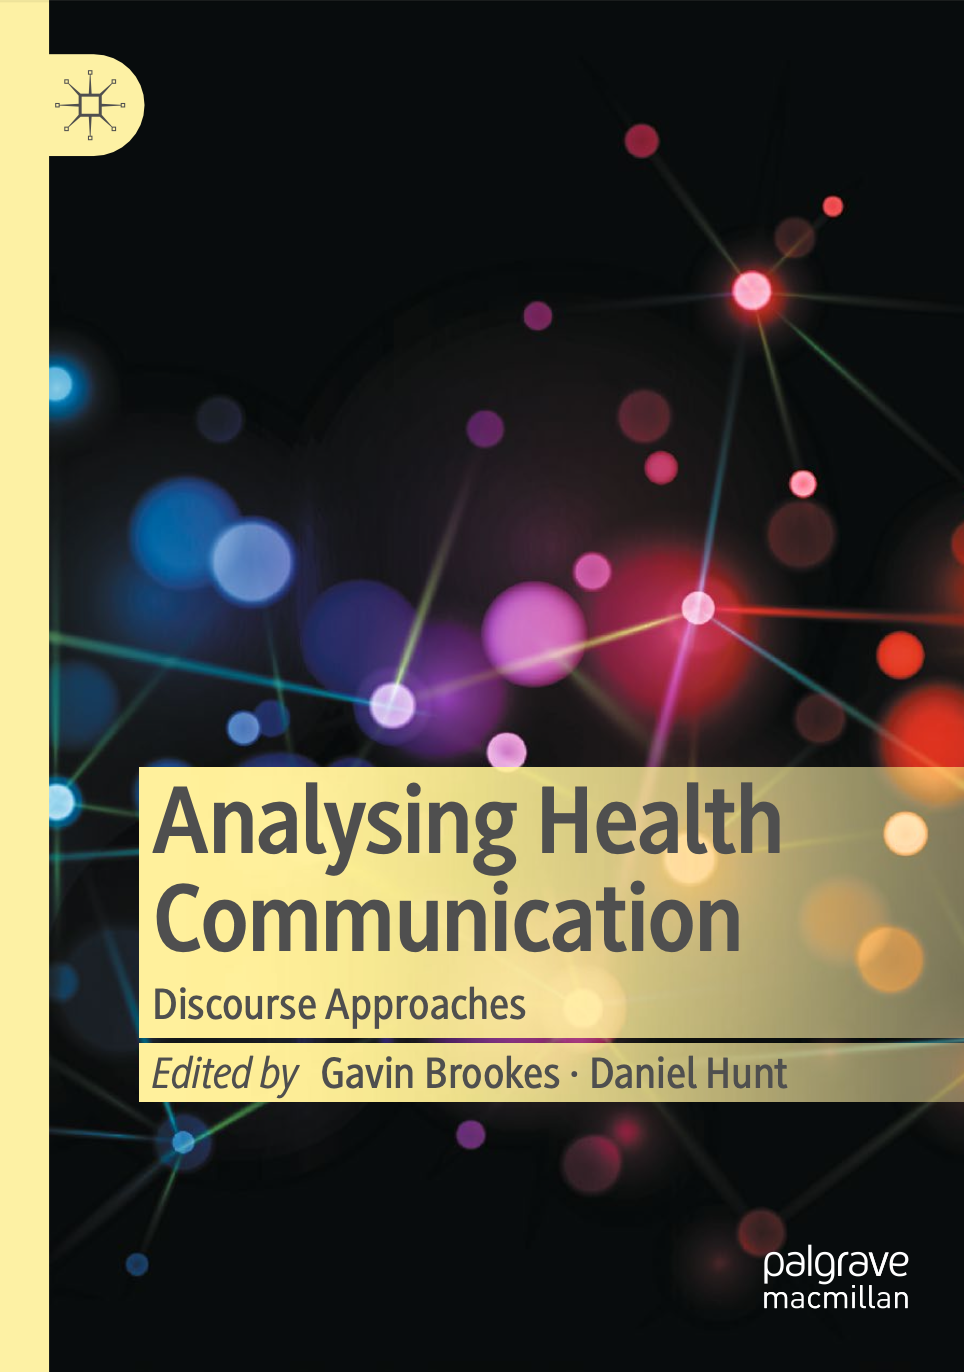 Analysing Health
Communication
Discourse Approaches
Edited by Gavin Brookes · Daniel Hunt
palgrave
macmillan